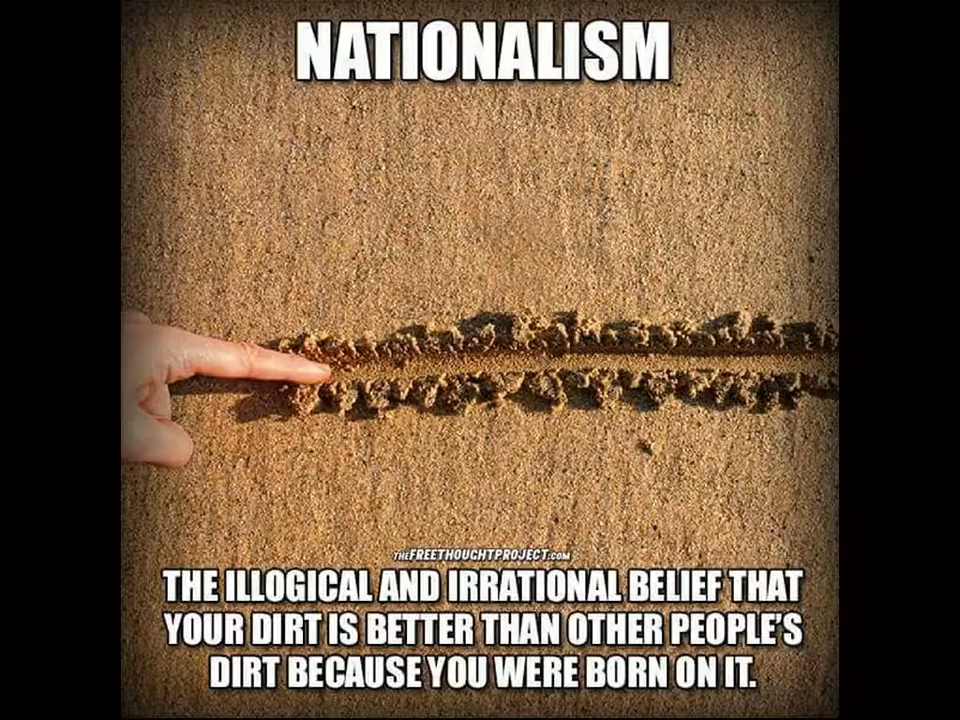 NATIONALISM
THEFREETHOUGHTPROJECT.COM
THE ILLOGICAL AND IRRATIONAL BELIEF THAT
YOUR DIRT IS BETTER THAN OTHER PEOPLE'S
DIRT BECAUSE YOU WERE BORN ON IT.